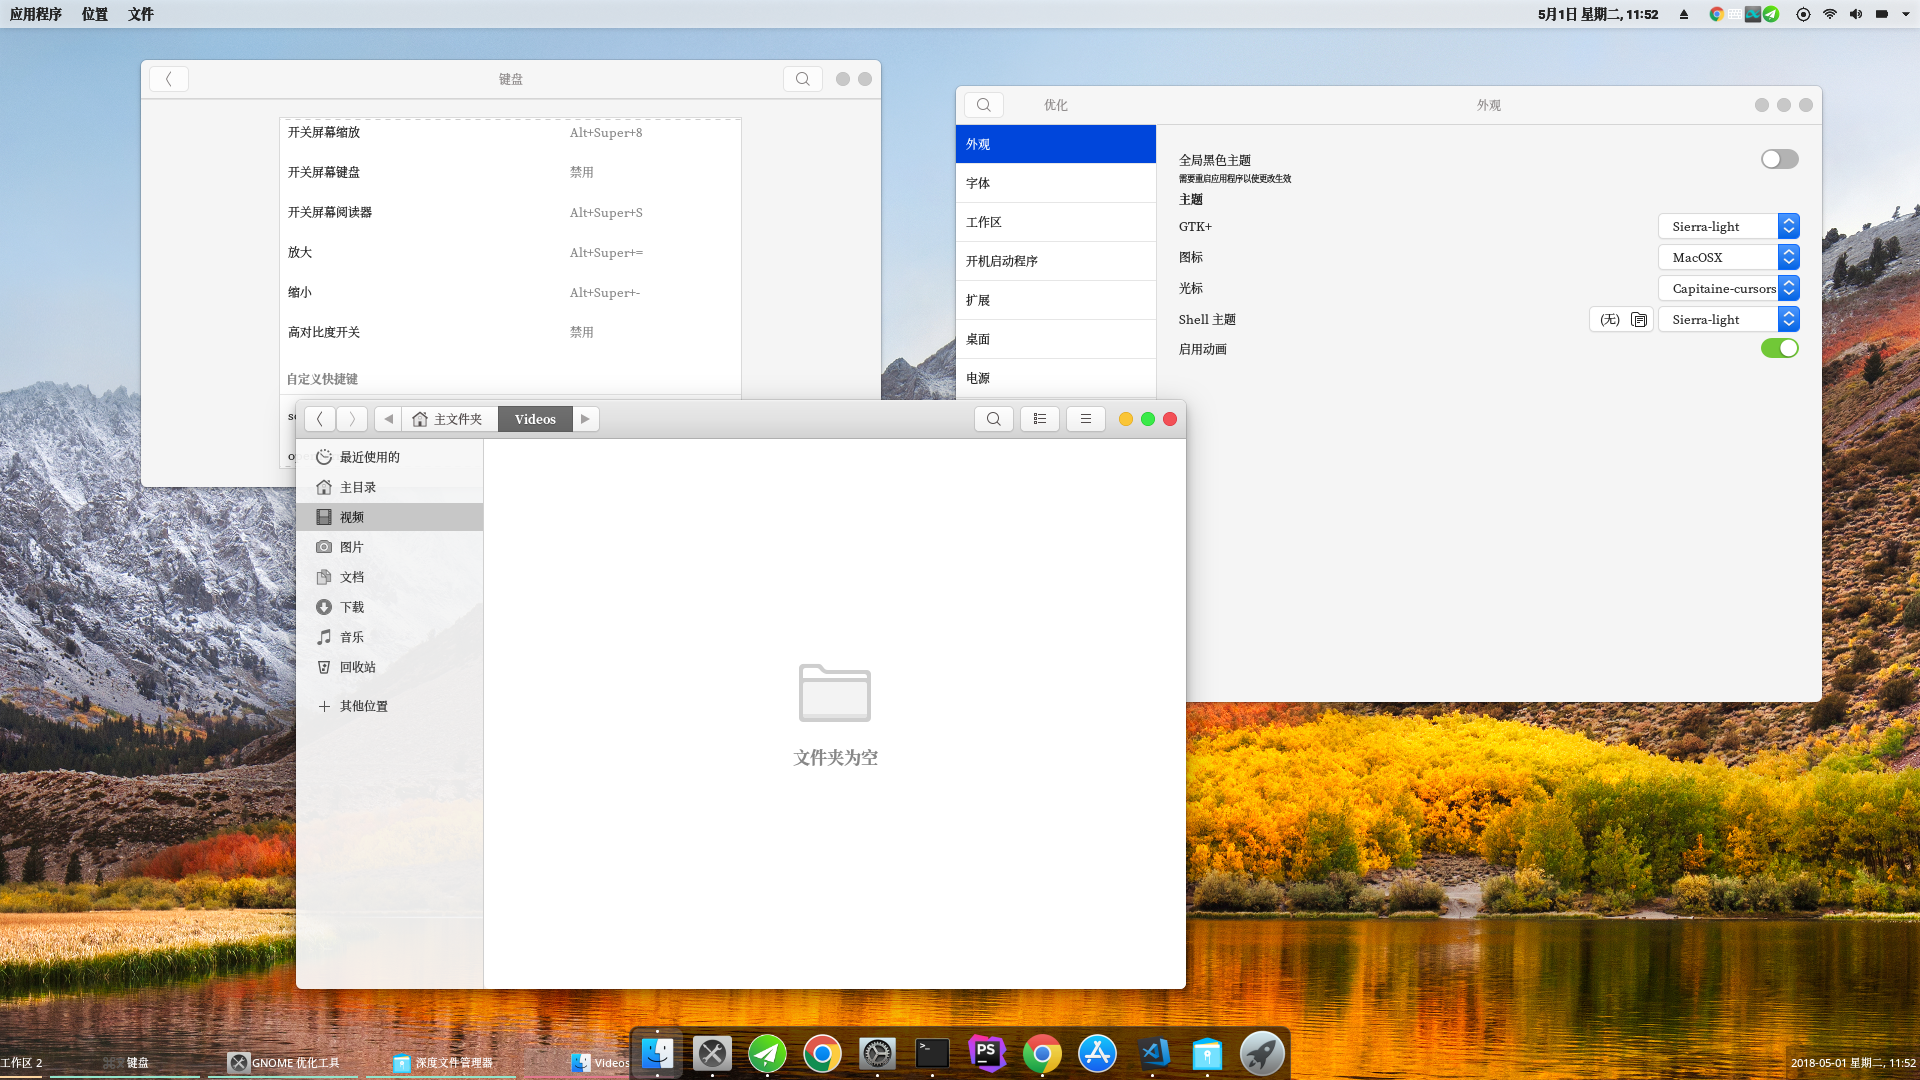 应用程序 位置 文件
5月1日 星期二, 11:52
键盘
开关屏幕缩放 Alt+Super+8
开关屏幕键盘 禁用
开关屏幕阅读器 Alt+Super+S
放大 Alt+Super+=
缩小 Alt+Super+-
高对比度开关 禁用
自定义快捷键
优化 外观
外观
字体
工作区
开机启动程序
扩展
桌面
电源
全局黑色主题
需要重启应用程序以使更改生效
主题
GTK+ Sierra-light
图标 MacOSX
光标 Capitaine-cursors
Shell 主题 (无) Sierra-light
启用动画
主文件夹 Videos
最近使用的
主目录
视频
图片
文档
下载
音乐
回收站
其他位置
文件夹为空
工作区 2 键盘 GNOME 优化工具 深度文件管理器 Videos
PS
2018-05-01 星期二, 11:52